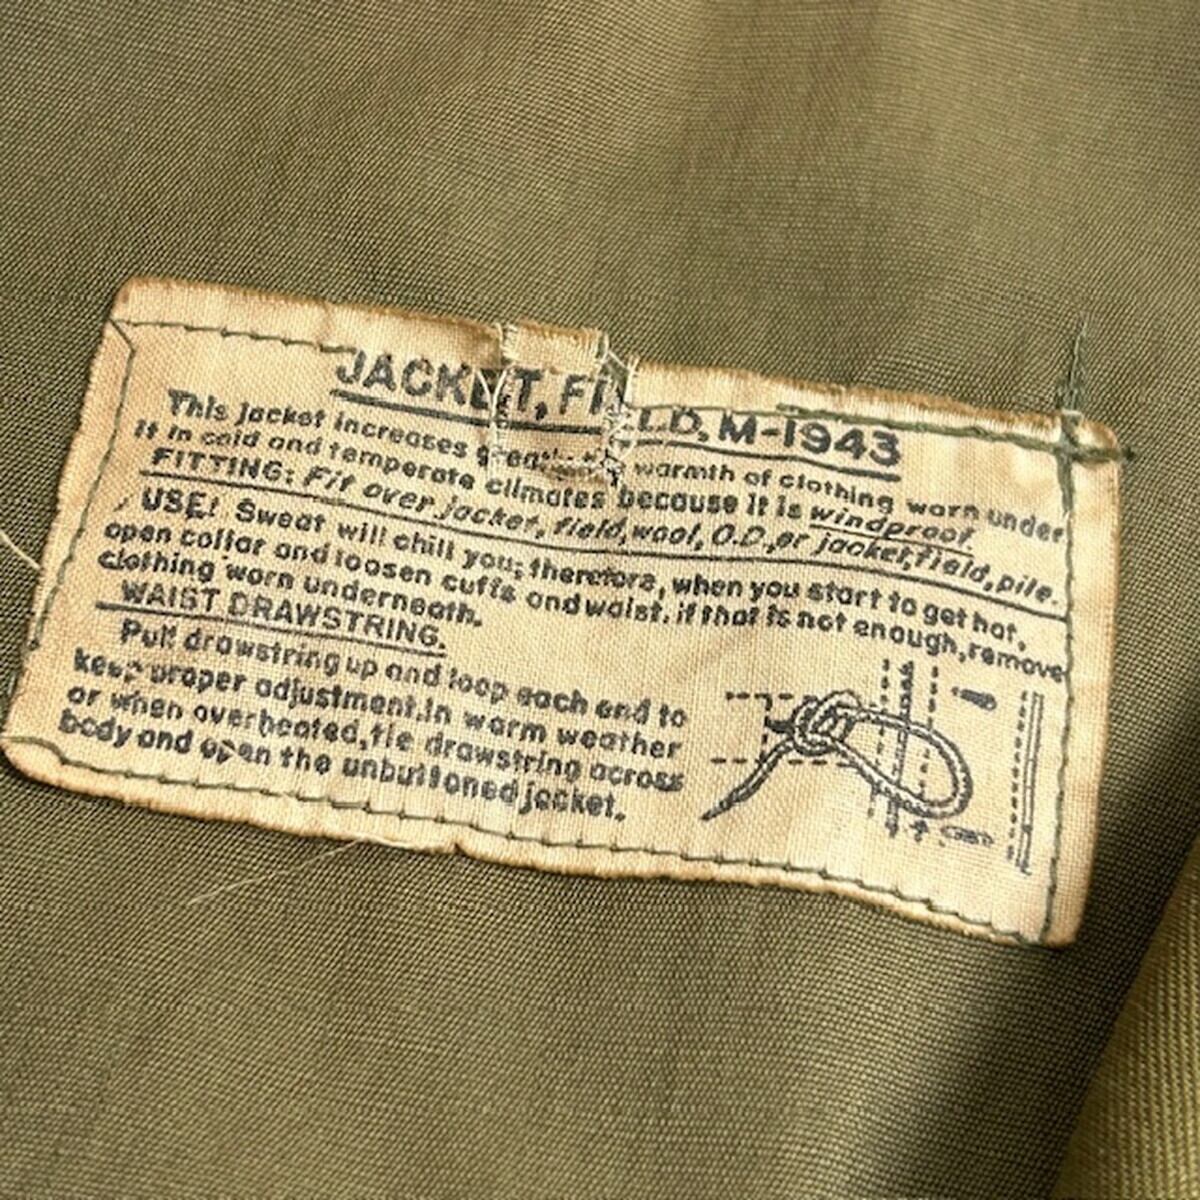 JACKET, FIELD, M-1943
This jacket increases greatly the warmth of clothing worn under
it in cold and temperate climates because it is windproof.
FITTING: Fit over jacket, field, wool, O.D., or jacket, field, pile.
USE: Sweat will chill you; therefore, when you start to get hot,
open collar and loosen cuffs and waist, if that is not enough, remove
clothing worn underneath.
WAIST DRAWSTRING.
Pull drawstring up and loop each end to
keep proper adjustment. In warm weather
or when overheated, tie drawstring across
body and open the unbuttoned jacket.